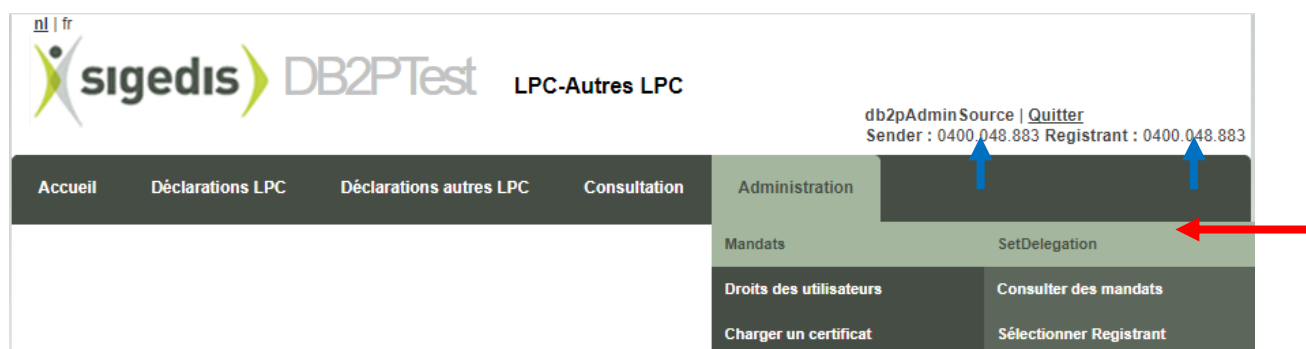 nl | fr
sigedis DB2PTest LPC-Autres LPC
db2pAdminSource | Quitter
Sender : 0400.048.883 Registrant : 0400.048.883
Accueil Déclarations LPC Déclarations autres LPC Consultation Administration
Mandats SetDelegation
Droits des utilisateurs Consulter des mandats
Charger un certificat Sélectionner Registrant